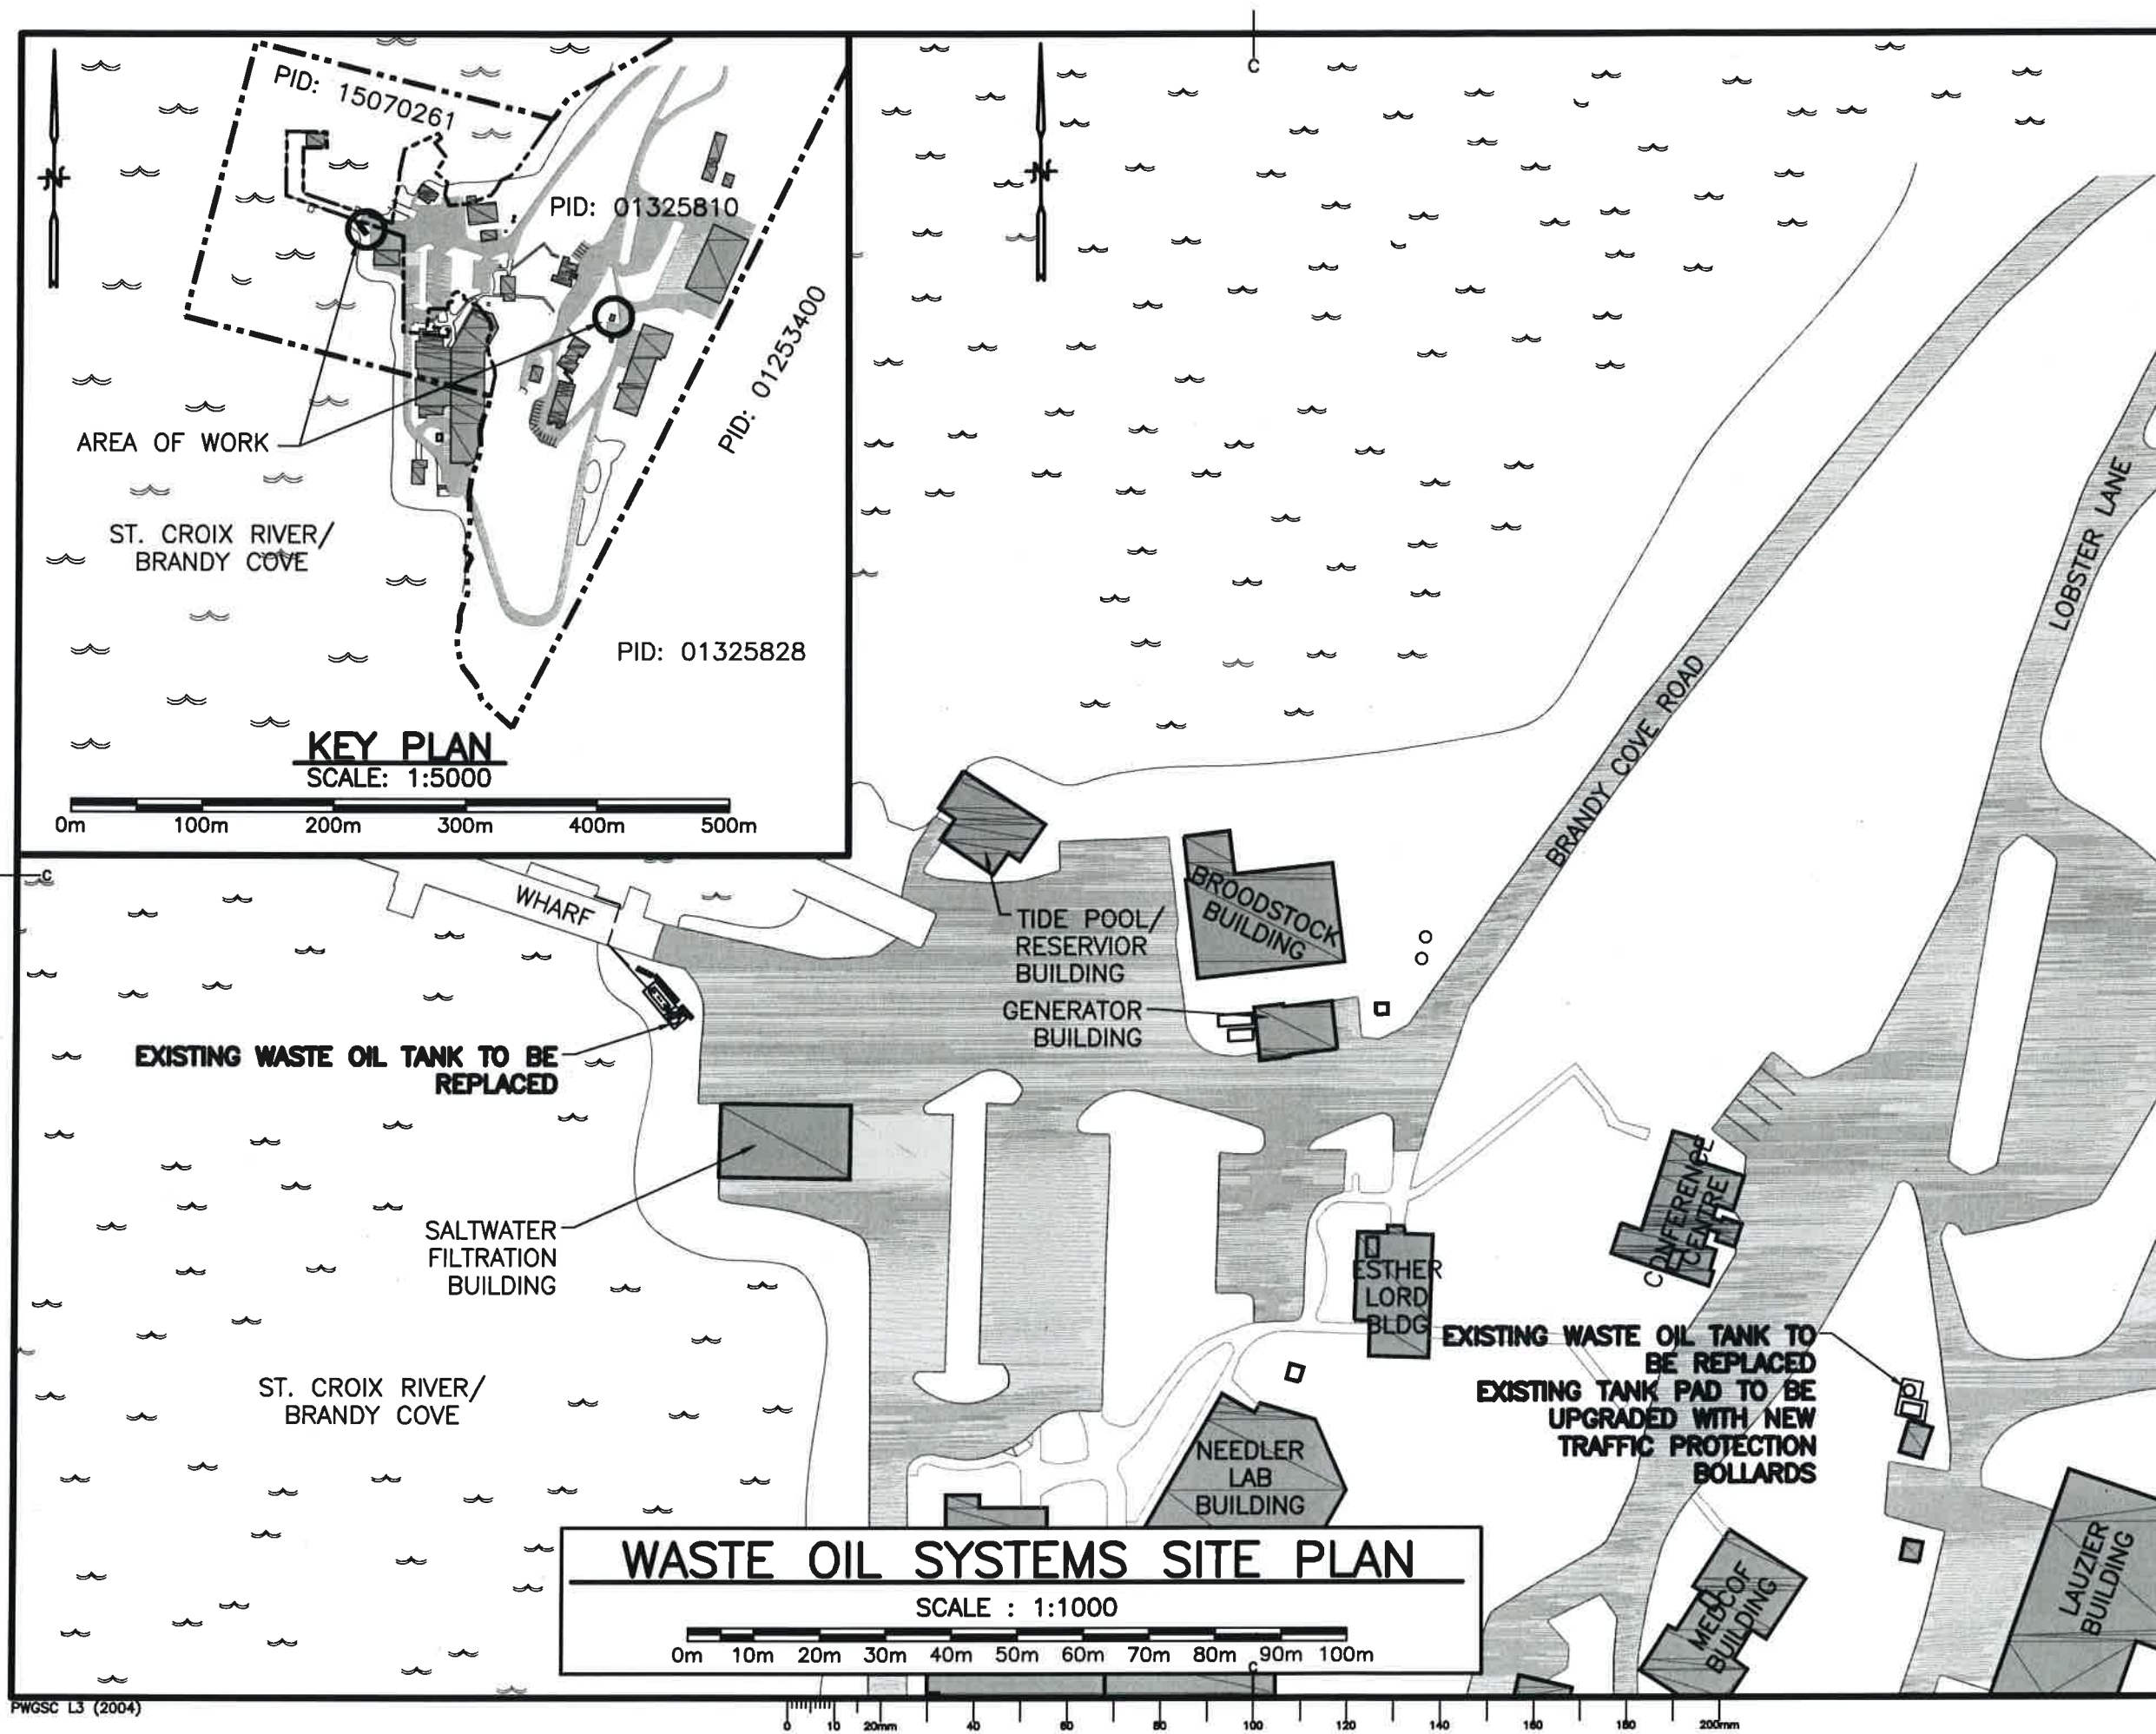 C
N
PID: 15070261
PID: 01325810
PID: 01253400
AREA OF WORK
ST. CROIX RIVER/
BRANDY COVE
PID: 01325828
KEY PLAN
SCALE: 1:5000
0m 100m 200m 300m 400m 500m
N
LOBSTER LANE
BRANDY COVE ROAD
C
WHARF
TIDE POOL/
RESERVIOR
BUILDING
BROODSTOCK
BUILDING
GENERATOR
BUILDING
EXISTING WASTE OIL TANK TO BE
REPLACED
SALTWATER
FILTRATION
BUILDING
CONFERENCE
CENTRE
ESTHER
LORD
BLDG
EXISTING WASTE OIL TANK TO
BE REPLACED
EXISTING TANK PAD TO BE
UPGRADED WITH NEW
TRAFFIC PROTECTION
BOLLARDS
ST. CROIX RIVER/
BRANDY COVE
NEEDLER
LAB
BUILDING
MEDCOF
BUILDING
LAUZIER
BUILDING
WASTE OIL SYSTEMS SITE PLAN
SCALE : 1:1000
0m 10m 20m 30m 40m 50m 60m 70m 80m 90m 100m
C
PWGSC L3 (2004)
0 10 20mm 40 60 80 100 120 140 160 180 200mm